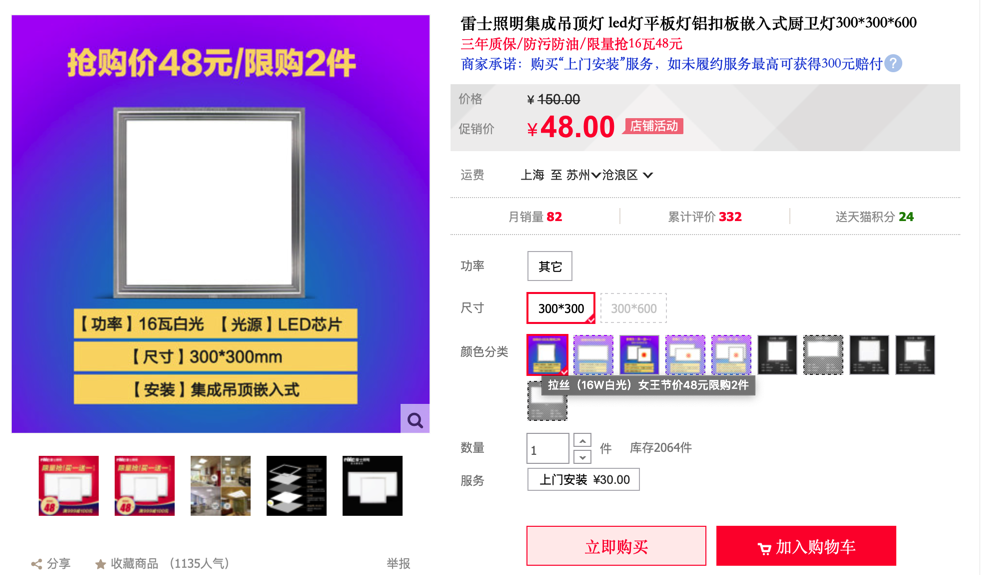 抢购价48元/限购2件
【功率】16瓦白光 【光源】LED芯片
【尺寸】300*300mm
【安装】集成吊顶嵌入式
分享
收藏商品 (1135人气)
举报
雷士照明集成吊顶灯 led灯平板灯铝扣板嵌入式厨卫灯300*300*600
三年质保/防污防油/限量抢16瓦48元
商家承诺：购买“上门安装”服务，如未履约服务最高可获得300元赔付 ?
价格 ¥ 150.00
促销价 ¥48.00 店铺活动
运费 上海 至 苏州 沧浪区
月销量 82 累计评价 332 送天猫积分 24
功率 其它
尺寸 300*300 300*600
颜色分类
拉丝（16W白光）女王节价48元限购2件
数量 1 件 库存2064件
服务 上门安装 ¥30.00
立即购买 加入购物车